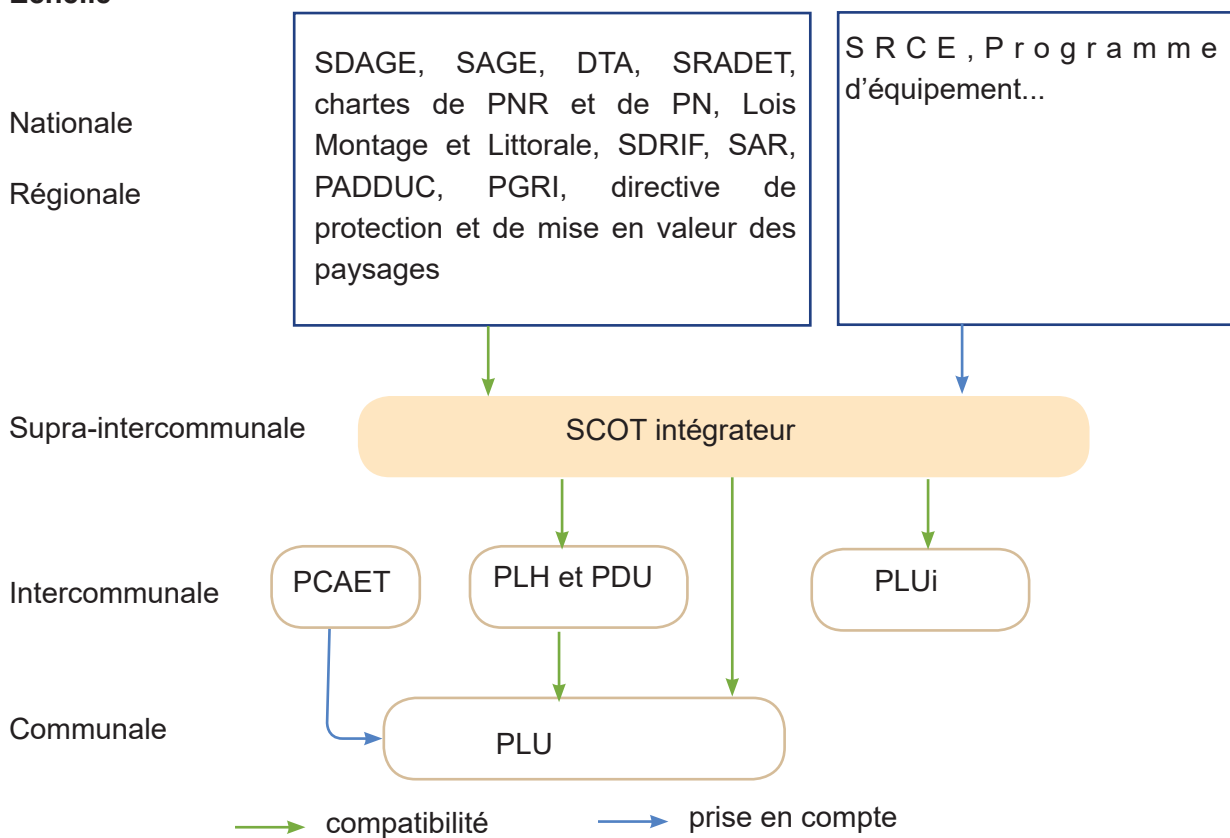 SDAGE, SAGE, DTA, SRADET,
chartes de PNR et de PN, Lois
Montage et Littorale, SDRIF, SAR,
PADDUC, PGRI, directive de
protection et de mise en valeur des
paysages
S R C E , P r o g r a m m e
d'équipement...
Nationale
Régionale
Supra-intercommunale
SCOT intégrateur
Intercommunale
PCAET
PLH et PDU
PLUi
Communale
PLU
compatibilité
prise en compte